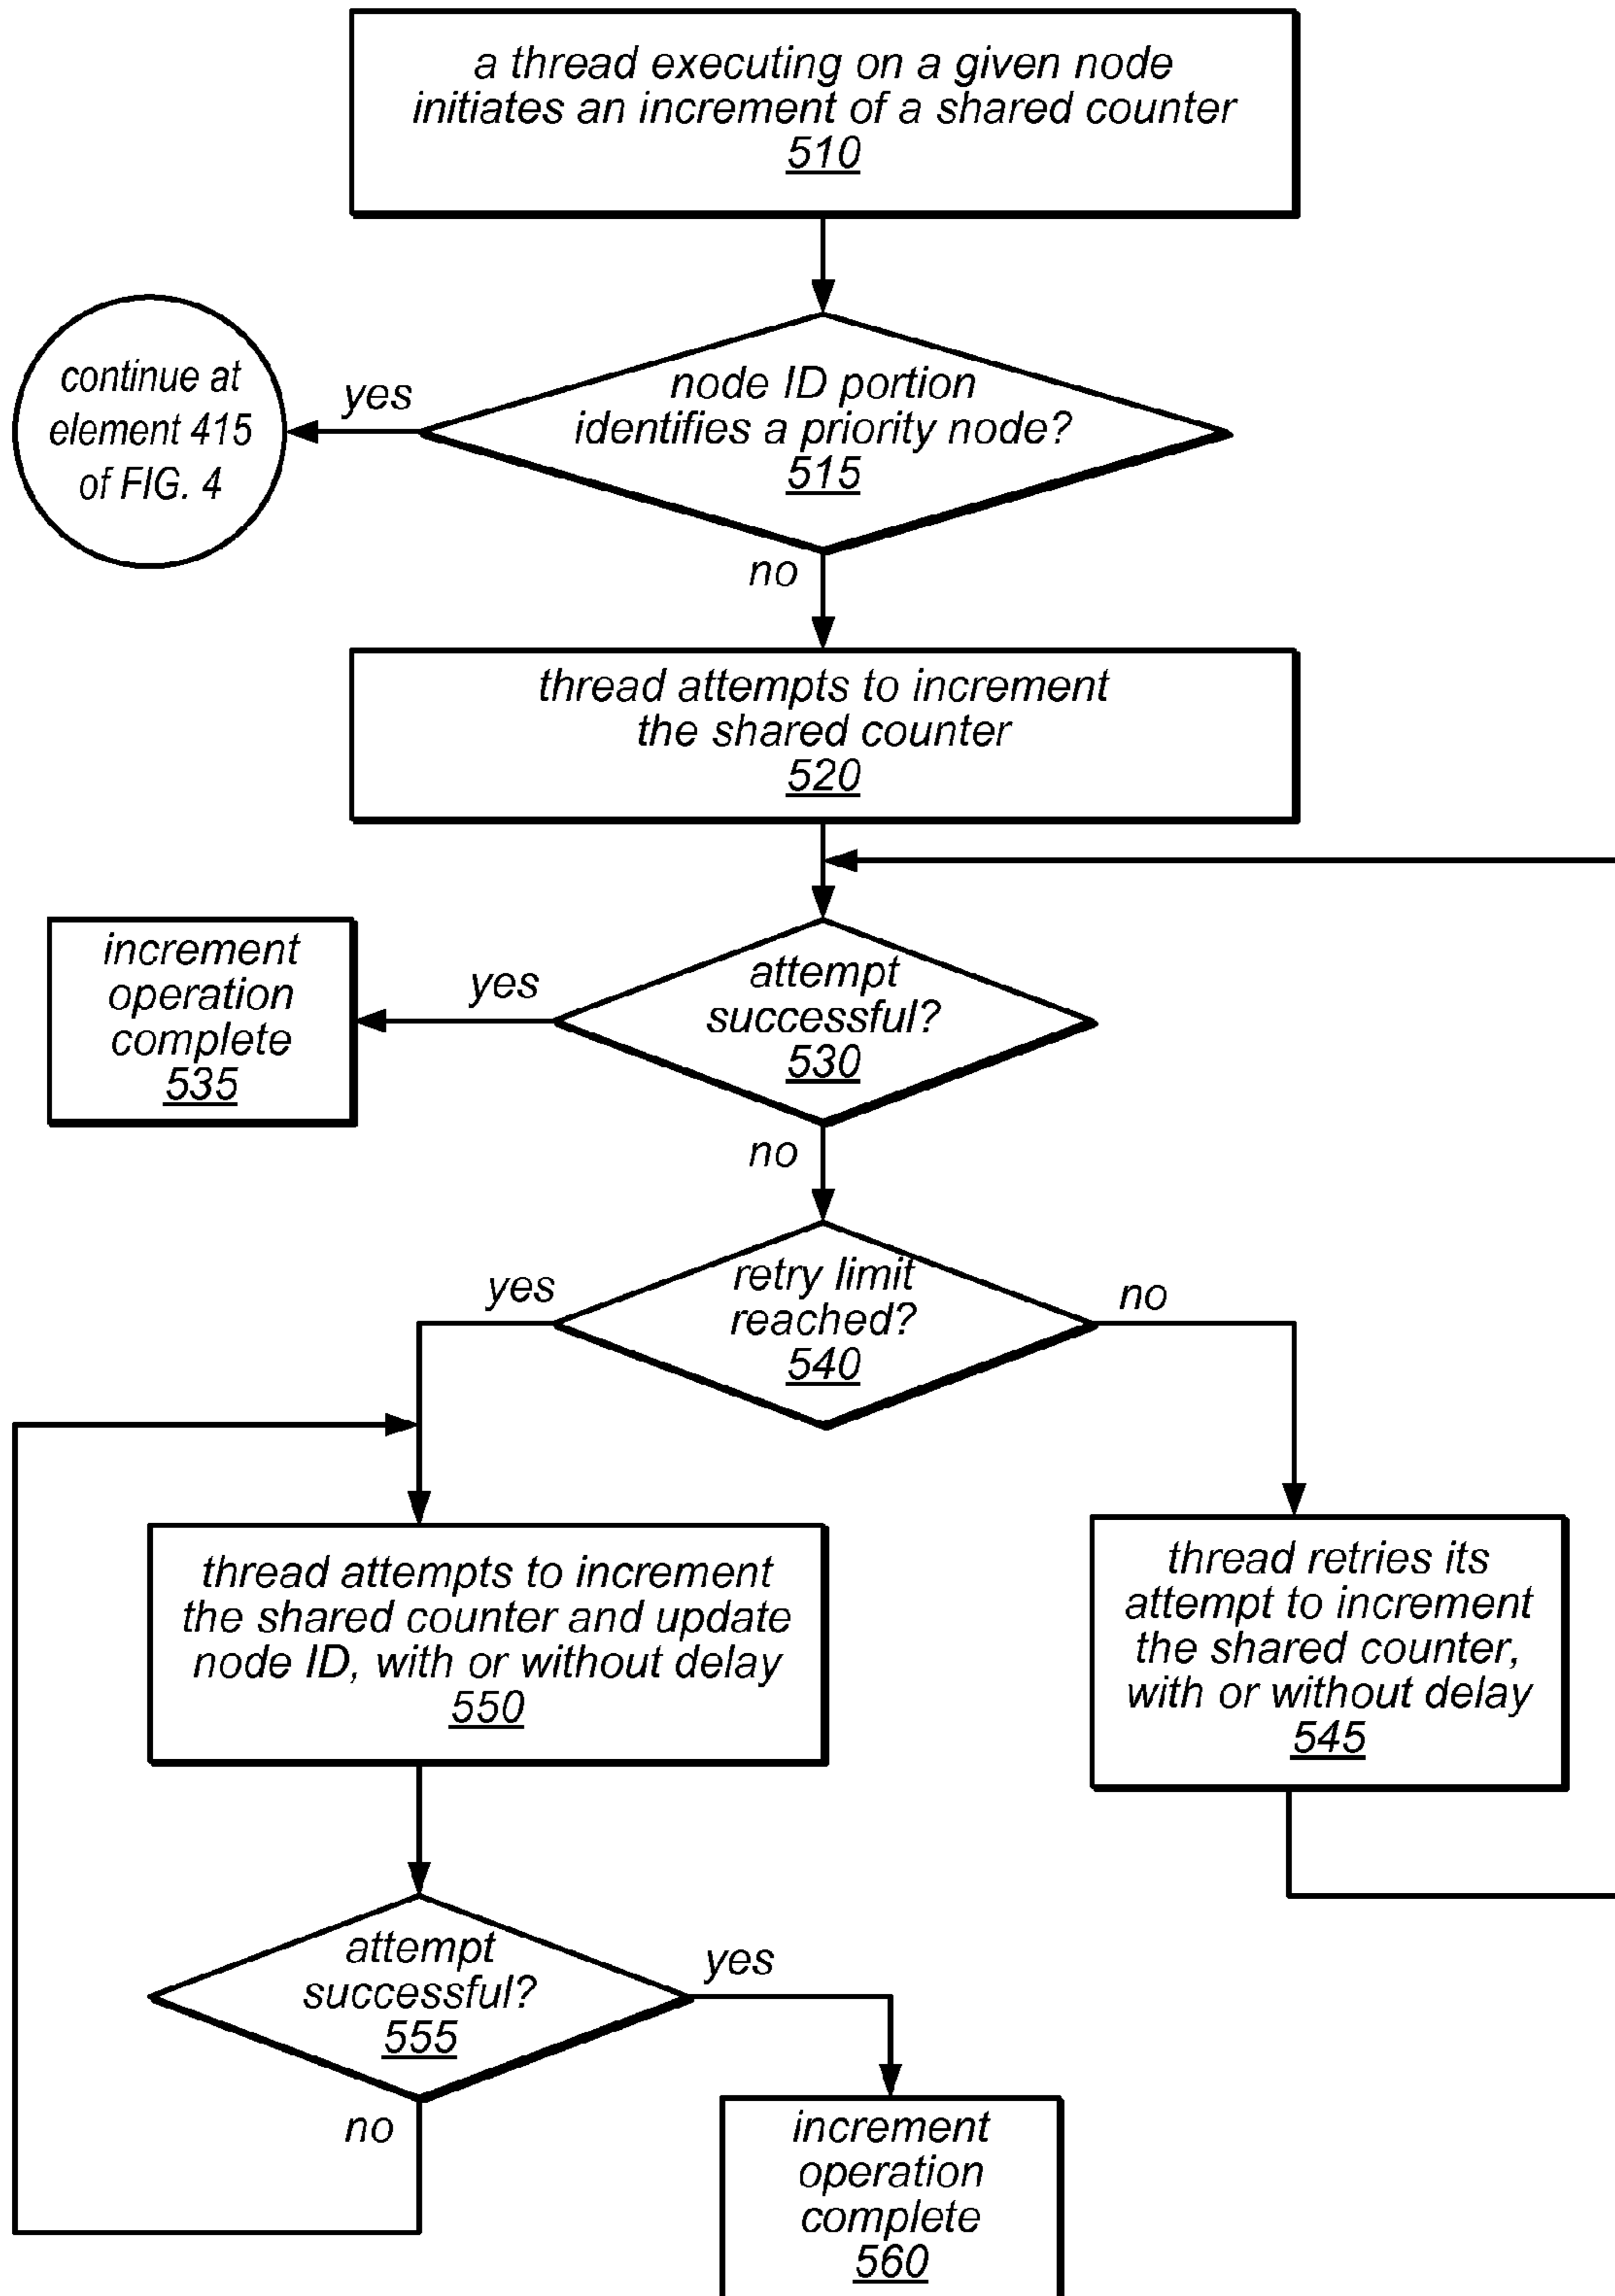 a thread executing on a given node
initiates an increment of a shared counter
510
continue at
element 415
of FIG. 4
yes
node ID portion
identifies a priority node?
515
no
thread attempts to increment
the shared counter
520
increment
operation
complete
535
yes
attempt
successful?
530
no
yes
retry limit
reached?
540
no
thread attempts to increment
the shared counter and update
node ID, with or without delay
550
thread retries its
attempt to increment
the shared counter,
with or without delay
545
attempt
successful?
555
yes
no
increment
operation
complete
560